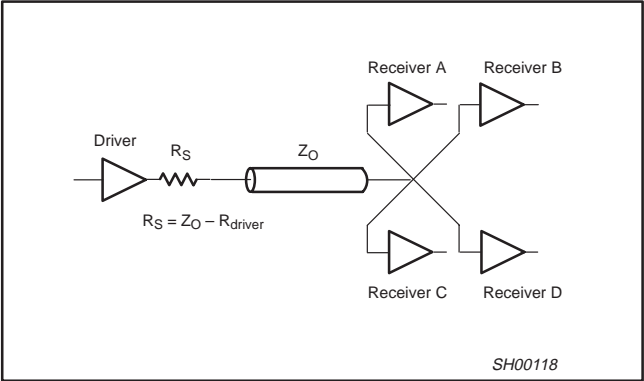 Receiver A
Receiver B
Driver
RS
ZO
RS = ZO – Rdriver
Receiver C
Receiver D
SH00118